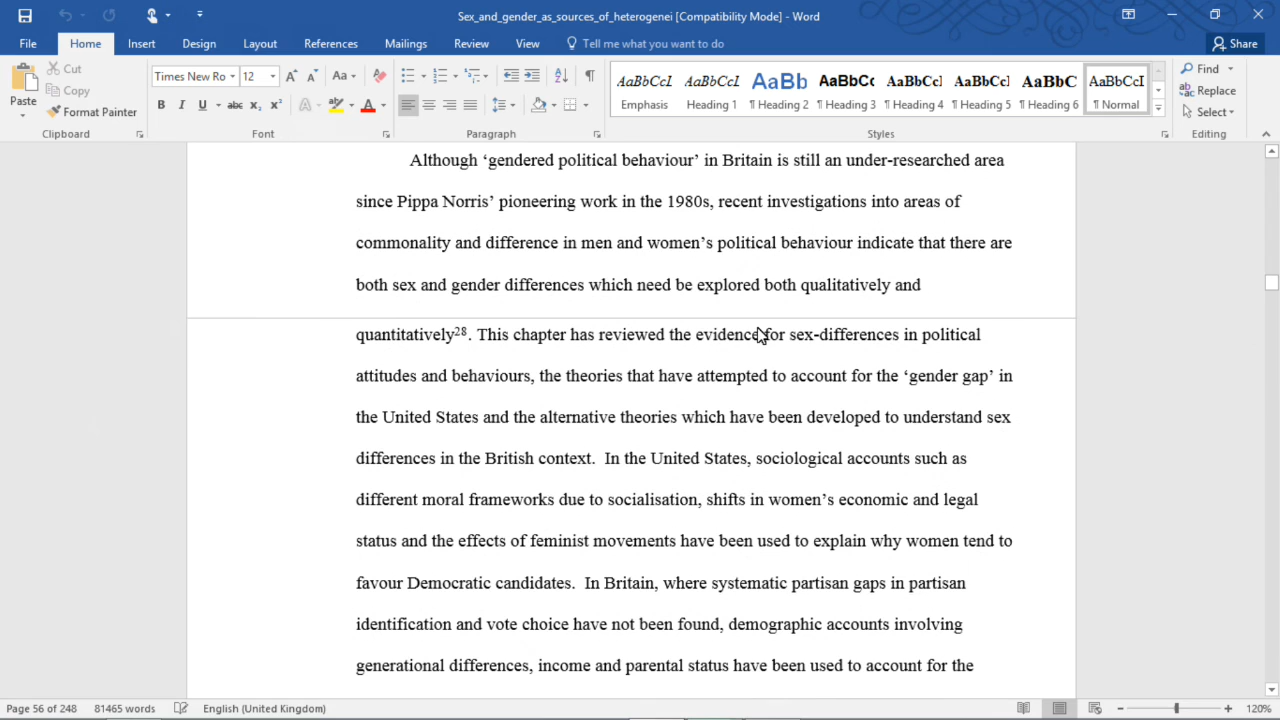 Sex_and_gender_as_sources_of_heterogenei [Compatibility Mode] - Word
File Home Insert Design Layout References Mailings Review View Tell me what you want to do Share
Paste
Cut
Copy
Format Painter
Clipboard
Times New Ro 12
Font
Paragraph
AaBbCcI AaBbCcI AaBb AaBbCc AaBbCcI AaBbCcI AaBbC AaBbCcI
Emphasis Heading 1 ¶ Heading 2 ¶ Heading 3 ¶ Heading 4 ¶ Heading 5 ¶ Heading 6 ¶ Normal
Styles
Find
Replace
Select
Editing
Although ‘gendered political behaviour’ in Britain is still an under-researched area
since Pippa Norris’ pioneering work in the 1980s, recent investigations into areas of
commonality and difference in men and women’s political behaviour indicate that there are
both sex and gender differences which need be explored both qualitatively and
quantitatively²⁸. This chapter has reviewed the evidence for sex-differences in political
attitudes and behaviours, the theories that have attempted to account for the ‘gender gap’ in
the United States and the alternative theories which have been developed to understand sex
differences in the British context. In the United States, sociological accounts such as
different moral frameworks due to socialisation, shifts in women’s economic and legal
status and the effects of feminist movements have been used to explain why women tend to
favour Democratic candidates. In Britain, where systematic partisan gaps in partisan
identification and vote choice have not been found, demographic accounts involving
generational differences, income and parental status have been used to account for the
Page 56 of 248 81465 words English (United Kingdom) 120%